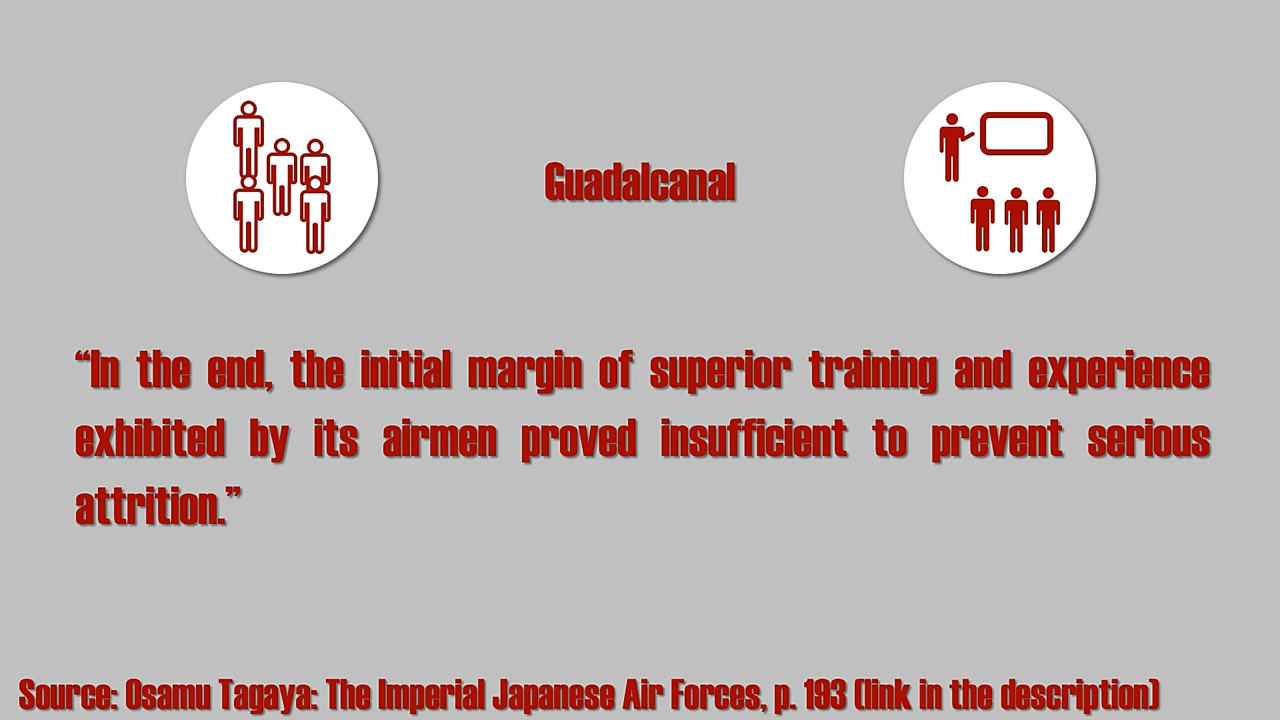 Guadalcanal
“In the end, the initial margin of superior training and experience
exhibited by its airmen proved insufficient to prevent serious
attrition.”
Source: Osamu Tagaya: The Imperial Japanese Air Forces, p. 193 (link in the description)